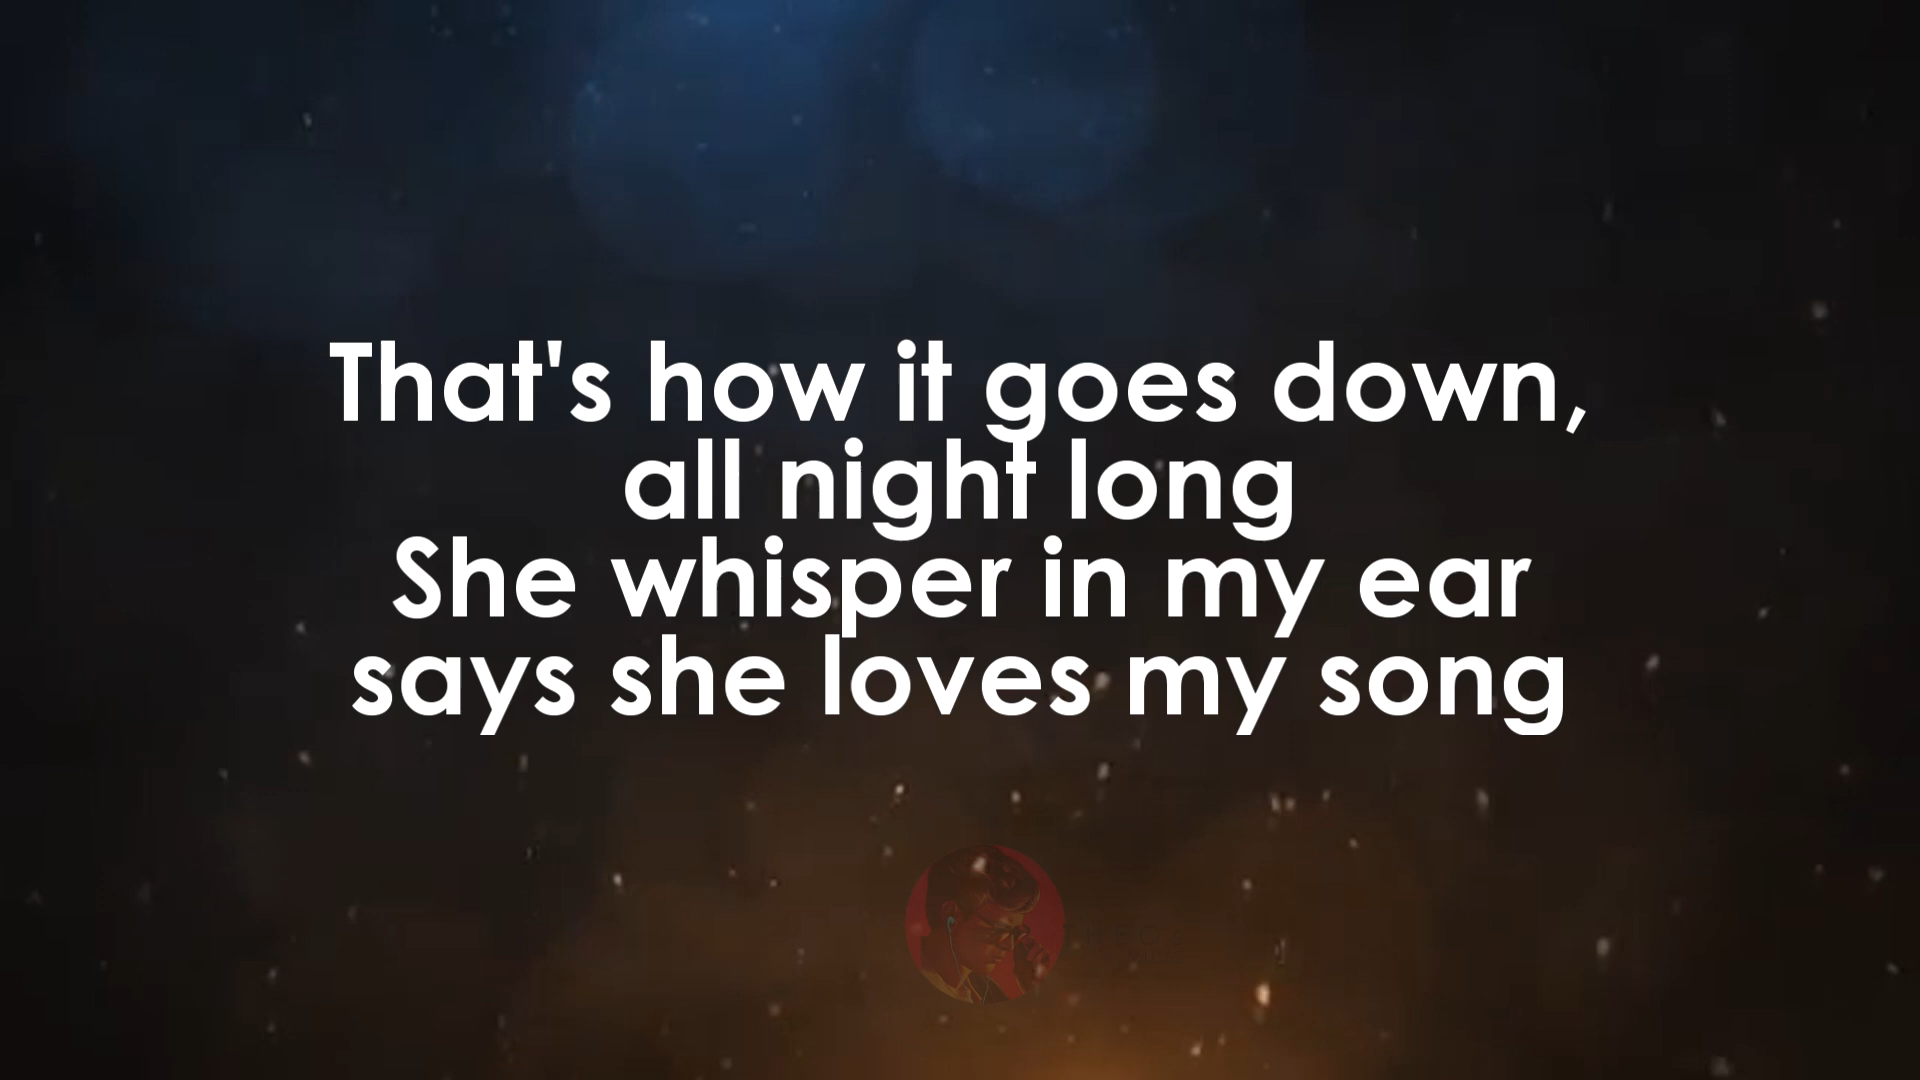 That's how it goes down,
all night long
She whisper in my ear
says she loves my song